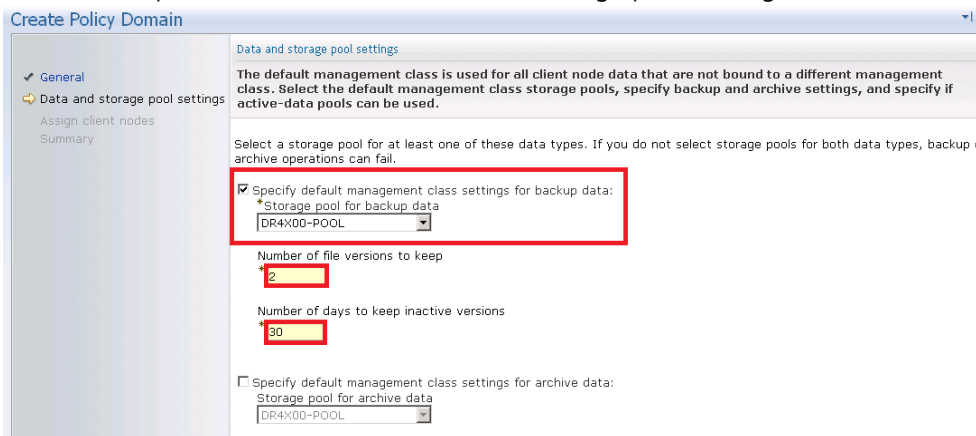 Create Policy Domain
General
Data and storage pool settings
Assign client nodes
Summary
Data and storage pool settings
The default management class is used for all client node data that are not bound to a different management
class. Select the default management class storage pools, specify backup and archive settings, and specify if
active-data pools can be used.
Select a storage pool for at least one of these data types. If you do not select storage pools for both data types, backup
archive operations can fail.
Specify default management class settings for backup data:
*Storage pool for backup data
DR4X00-POOL
Number of file versions to keep
*2
Number of days to keep inactive versions
*30
Specify default management class settings for archive data:
Storage pool for archive data
DR4X00-POOL